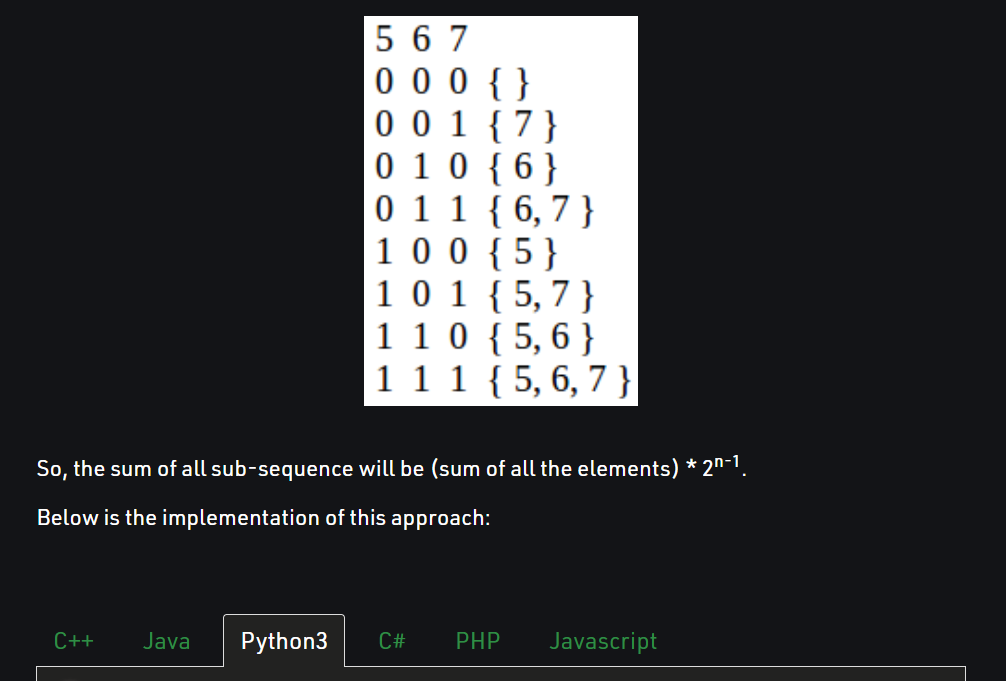 5 6 7
0 0 0 { }
0 0 1 { 7 }
0 1 0 { 6 }
0 1 1 { 6, 7 }
1 0 0 { 5 }
1 0 1 { 5, 7 }
1 1 0 { 5, 6 }
1 1 1 { 5, 6, 7 }
So, the sum of all sub-sequence will be (sum of all the elements) * 2ⁿ⁻¹.
Below is the implementation of this approach:
C++ Java Python3 C# PHP Javascript